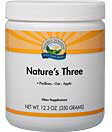 Nature's Three
• Psyllium • Oat • Apple
Fiber Supplement
NET WT. 12.3 OZ (350 GRAMS)